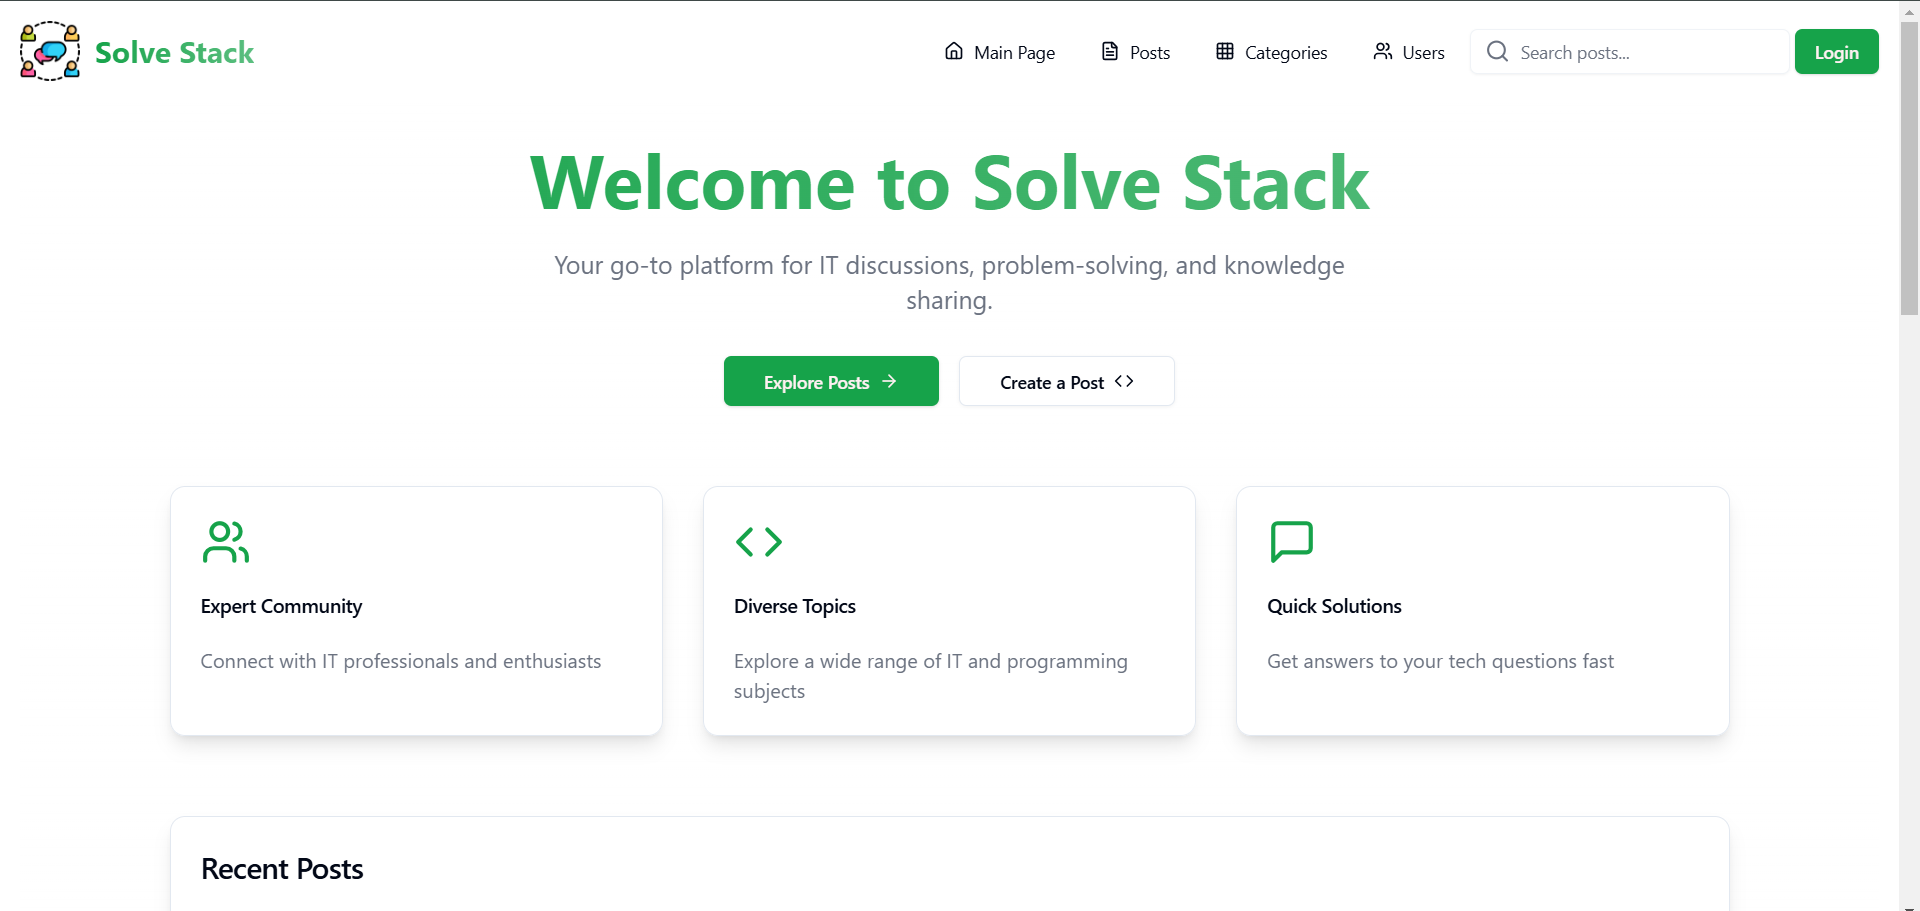 Solve Stack
Main Page
Posts
Categories
Users
Search posts...
Login
Welcome to Solve Stack
Your go-to platform for IT discussions, problem-solving, and knowledge
sharing.
Explore Posts
Create a Post
Expert Community
Connect with IT professionals and enthusiasts
Diverse Topics
Explore a wide range of IT and programming
subjects
Quick Solutions
Get answers to your tech questions fast
Recent Posts